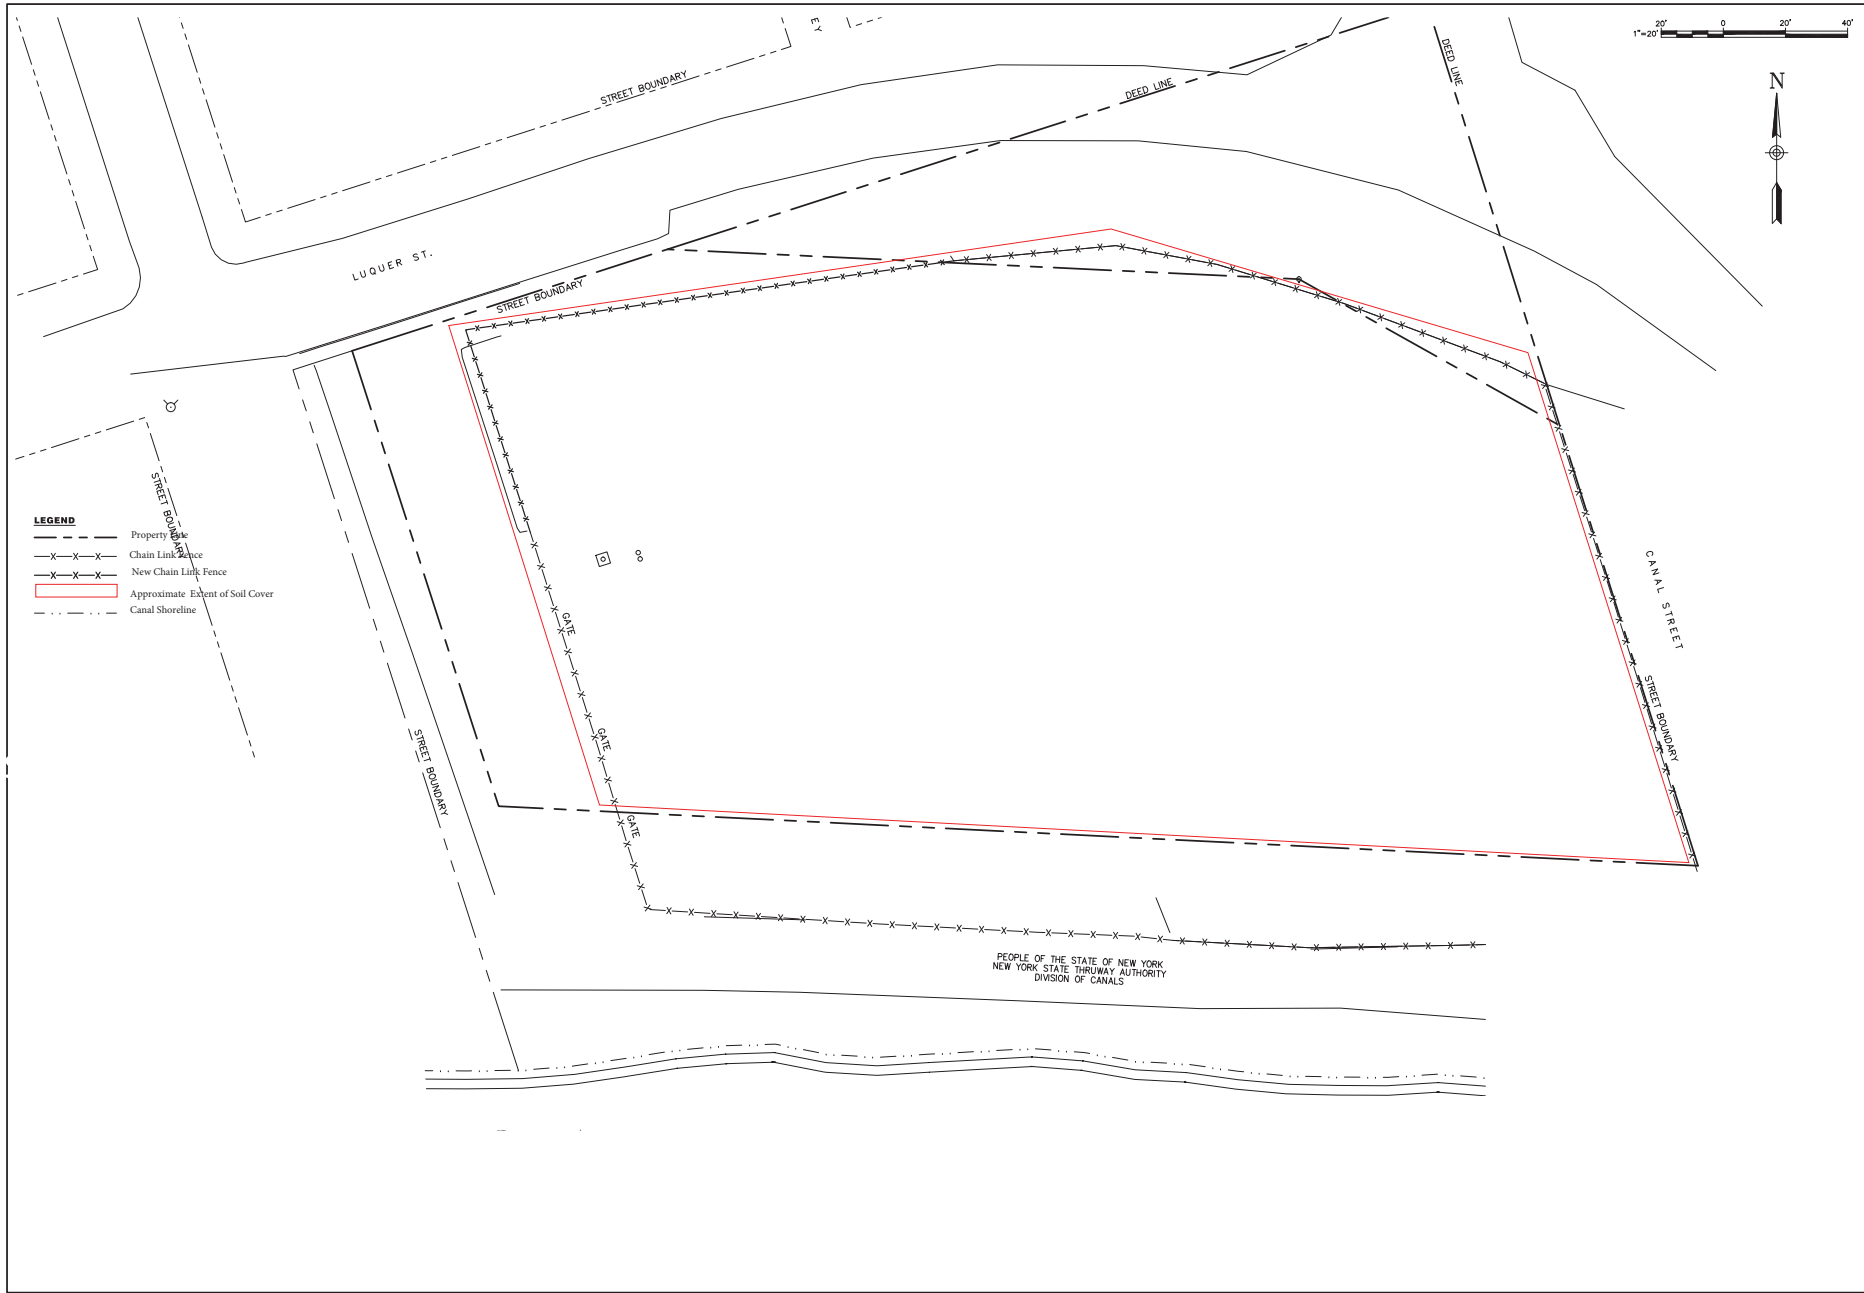 EY
20' 0 20' 40'
1"=20'
N
STREET BOUNDARY
DEED LINE
DEED LINE
LUQUER ST.
STREET BOUNDARY
STREET BOUNDARY
LEGEND
Property Line
Chain Link Fence
New Chain Link Fence
Approximate Extent of Soil Cover
Canal Shoreline
GATE
GATE
GATE
STREET BOUNDARY
CANAL STREET
STREET BOUNDARY
PEOPLE OF THE STATE OF NEW YORK
NEW YORK STATE THRUWAY AUTHORITY
DIVISION OF CANALS